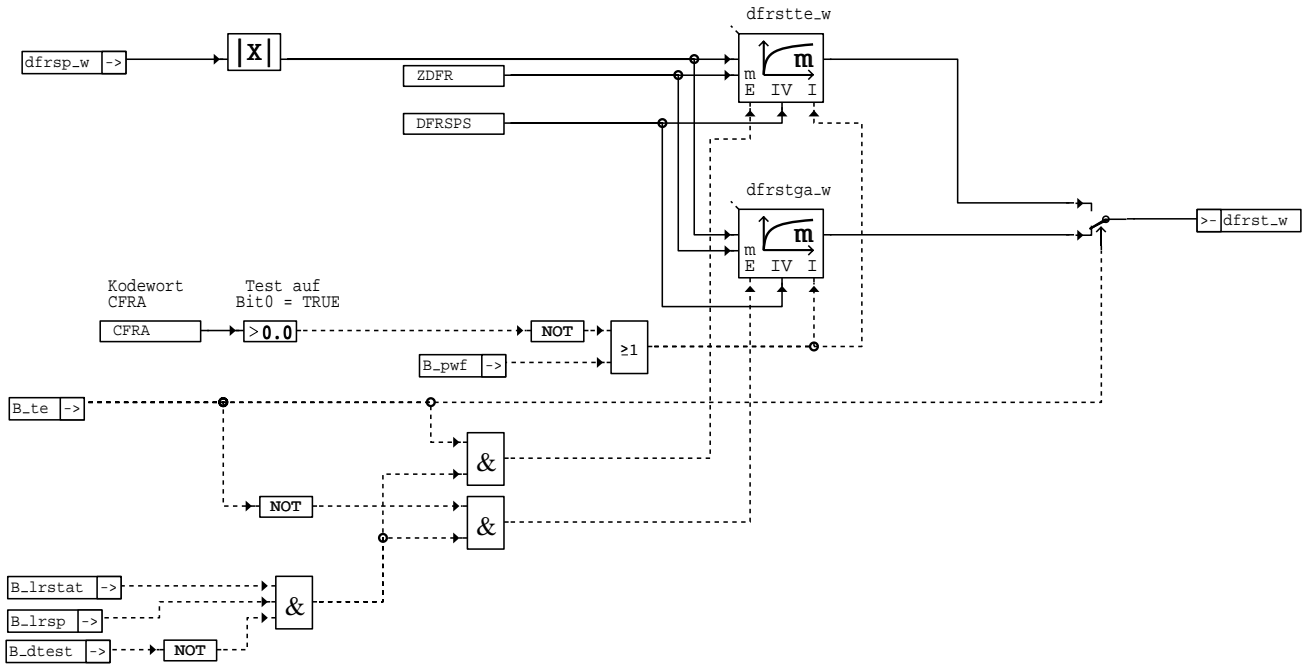 dfrstte_w
dfrsp_w ->
|X|
ZDFR
m
m
E IV I
DFRSPS
dfrstga_w
m
m
E IV I
>- dfrst_w
Kodewort
CFRA
Test auf
Bit0 = TRUE
CFRA
>0.0
NOT
≥1
B_pwf ->
B_te ->
&
NOT
&
B_lrstat ->
&
B_lrsp ->
B_dtest ->
NOT